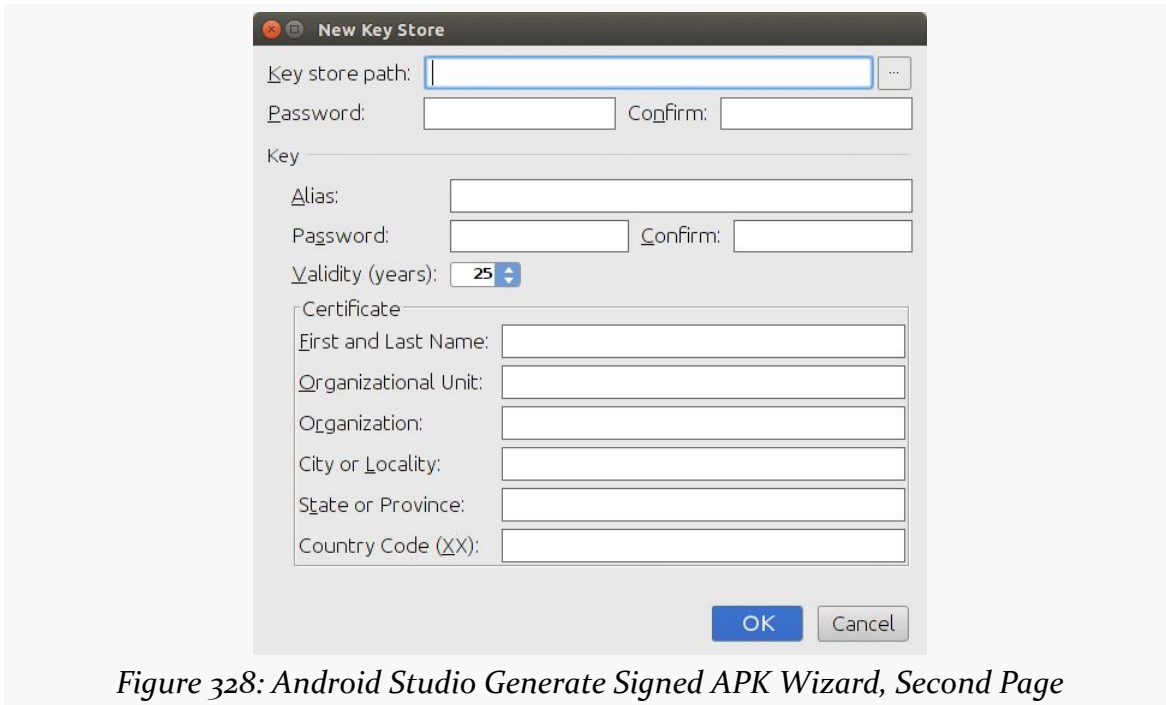 New Key Store
Key store path: ...
Password: Confirm:
Key
Alias:
Password: Confirm:
Validity (years): 25
Certificate
First and Last Name:
Organizational Unit:
Organization:
City or Locality:
State or Province:
Country Code (XX):
OK Cancel
Figure 328: Android Studio Generate Signed APK Wizard, Second Page